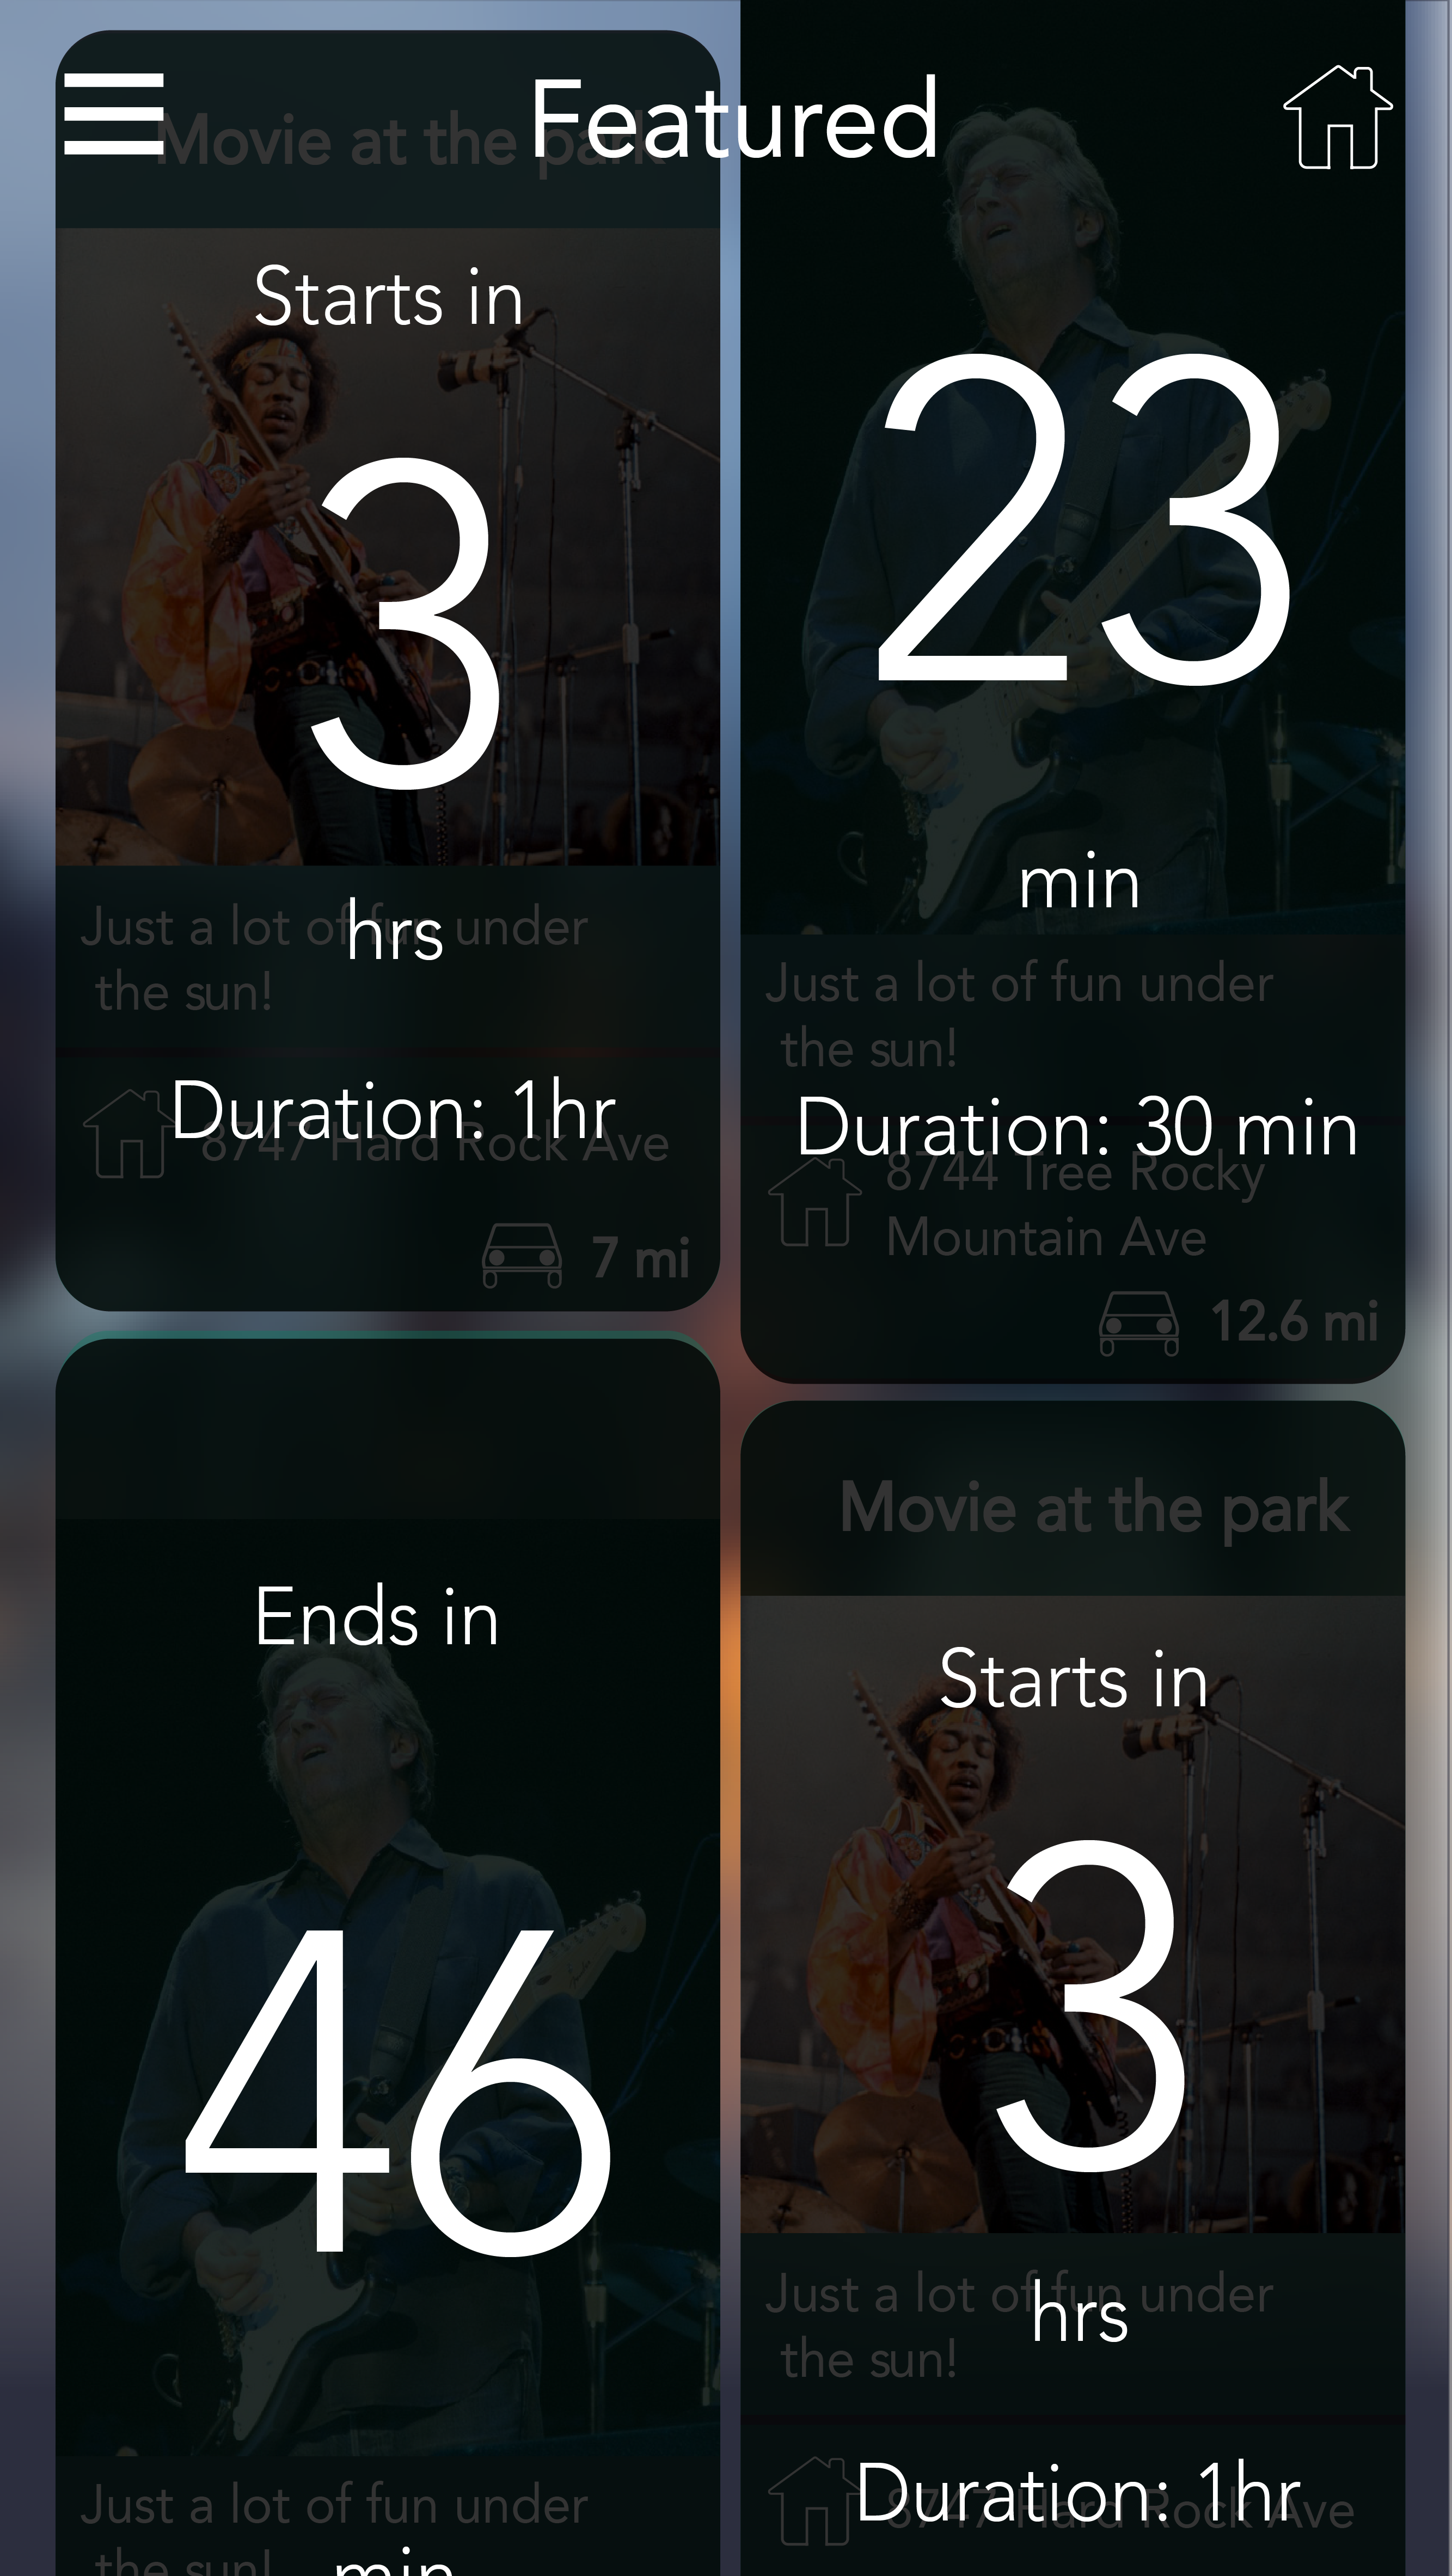 Featured
Movie at the park
Starts in
3
hrs
Just a lot of fun under
the sun!
Duration: 1hr
8747 Hard Rock Ave
7 mi
23
min
Just a lot of fun under
the sun!
Duration: 30 min
8744 Tree Rocky
Mountain Ave
12.6 mi
Ends in
46
Just a lot of fun under
the sun!
min
Movie at the park
Starts in
3
hrs
Just a lot of fun under
the sun!
Duration: 1hr
8747 Hard Rock Ave